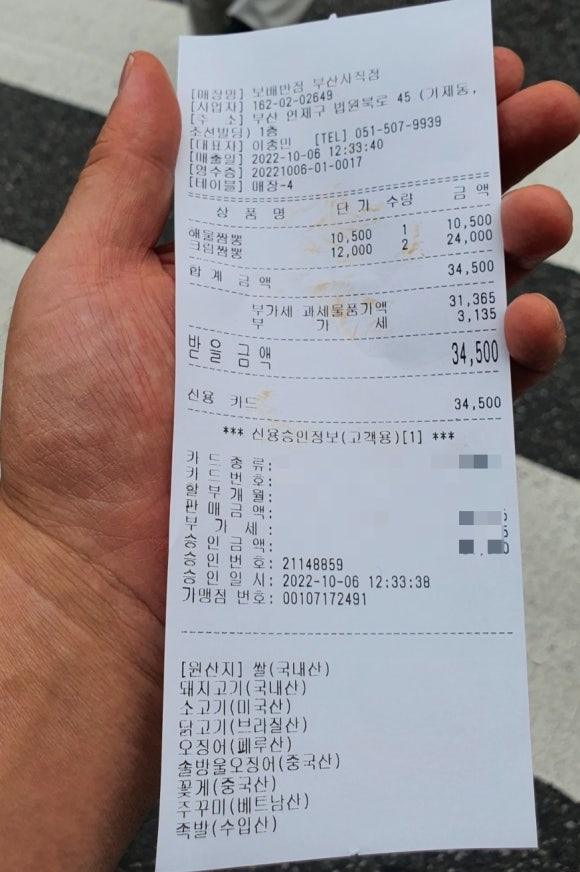 [매장명] 보배반점 부산사직점
[사업자] 162-02-02649
[주 소] 부산 연제구 법원북로 45 (거제동,
소선빌딩) 1층
[대표자] 이종민 [TEL] 051-507-9939
[매출일] 2022-10-06 12:33:40
[영수증] 20221006-01-0017
[테이블] 매장-4
상 품 명 단 가 수량 금 액
해물짬뽕 10,500 1 10,500
크림짬뽕 12,000 2 24,000
합 계 금 액 34,500
부가세 과세물품가액 31,365
부 가 세 3,135
받 을 금 액 34,500
신용 카드 34,500
*** 신용승인정보(고객용)[1] ***
카 드 종 류:
카 드 번 호:
할 부 개 월:
판 매 금 액:
부 가 세 :
승 인 금 액:
승 인 번 호: 21148859
승 인 일 시: 2022-10-06 12:33:38
가맹점 번호: 00107172491
[원산지] 쌀(국내산)
돼지고기(국내산)
소고기(미국산)
닭고기(브라질산)
오징어(페루산)
솔방울오징어(중국산)
꽃게(중국산)
주꾸미(베트남산)
족발(수입산)